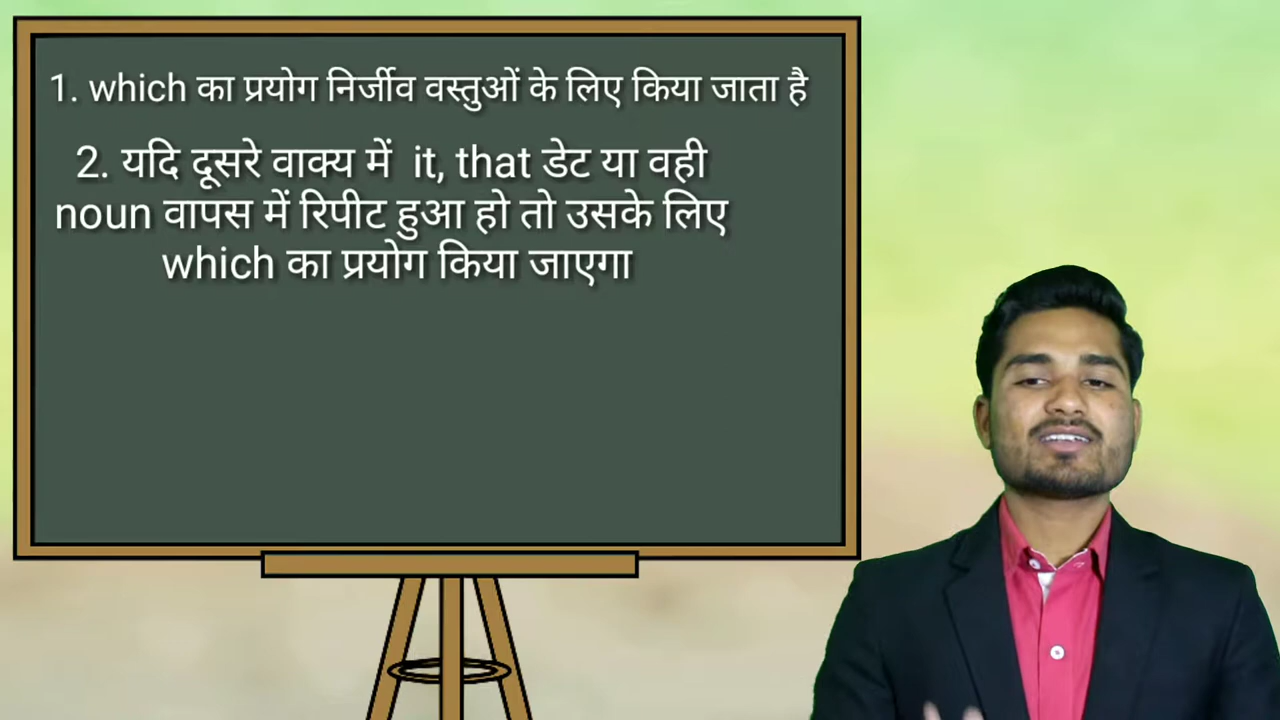 1. which का प्रयोग निर्जीव वस्तुओं के लिए किया जाता है
2. यदि दूसरे वाक्य में it, that डेट या वही
noun वापस में रिपीट हुआ हो तो उसके लिए
which का प्रयोग किया जाएगा